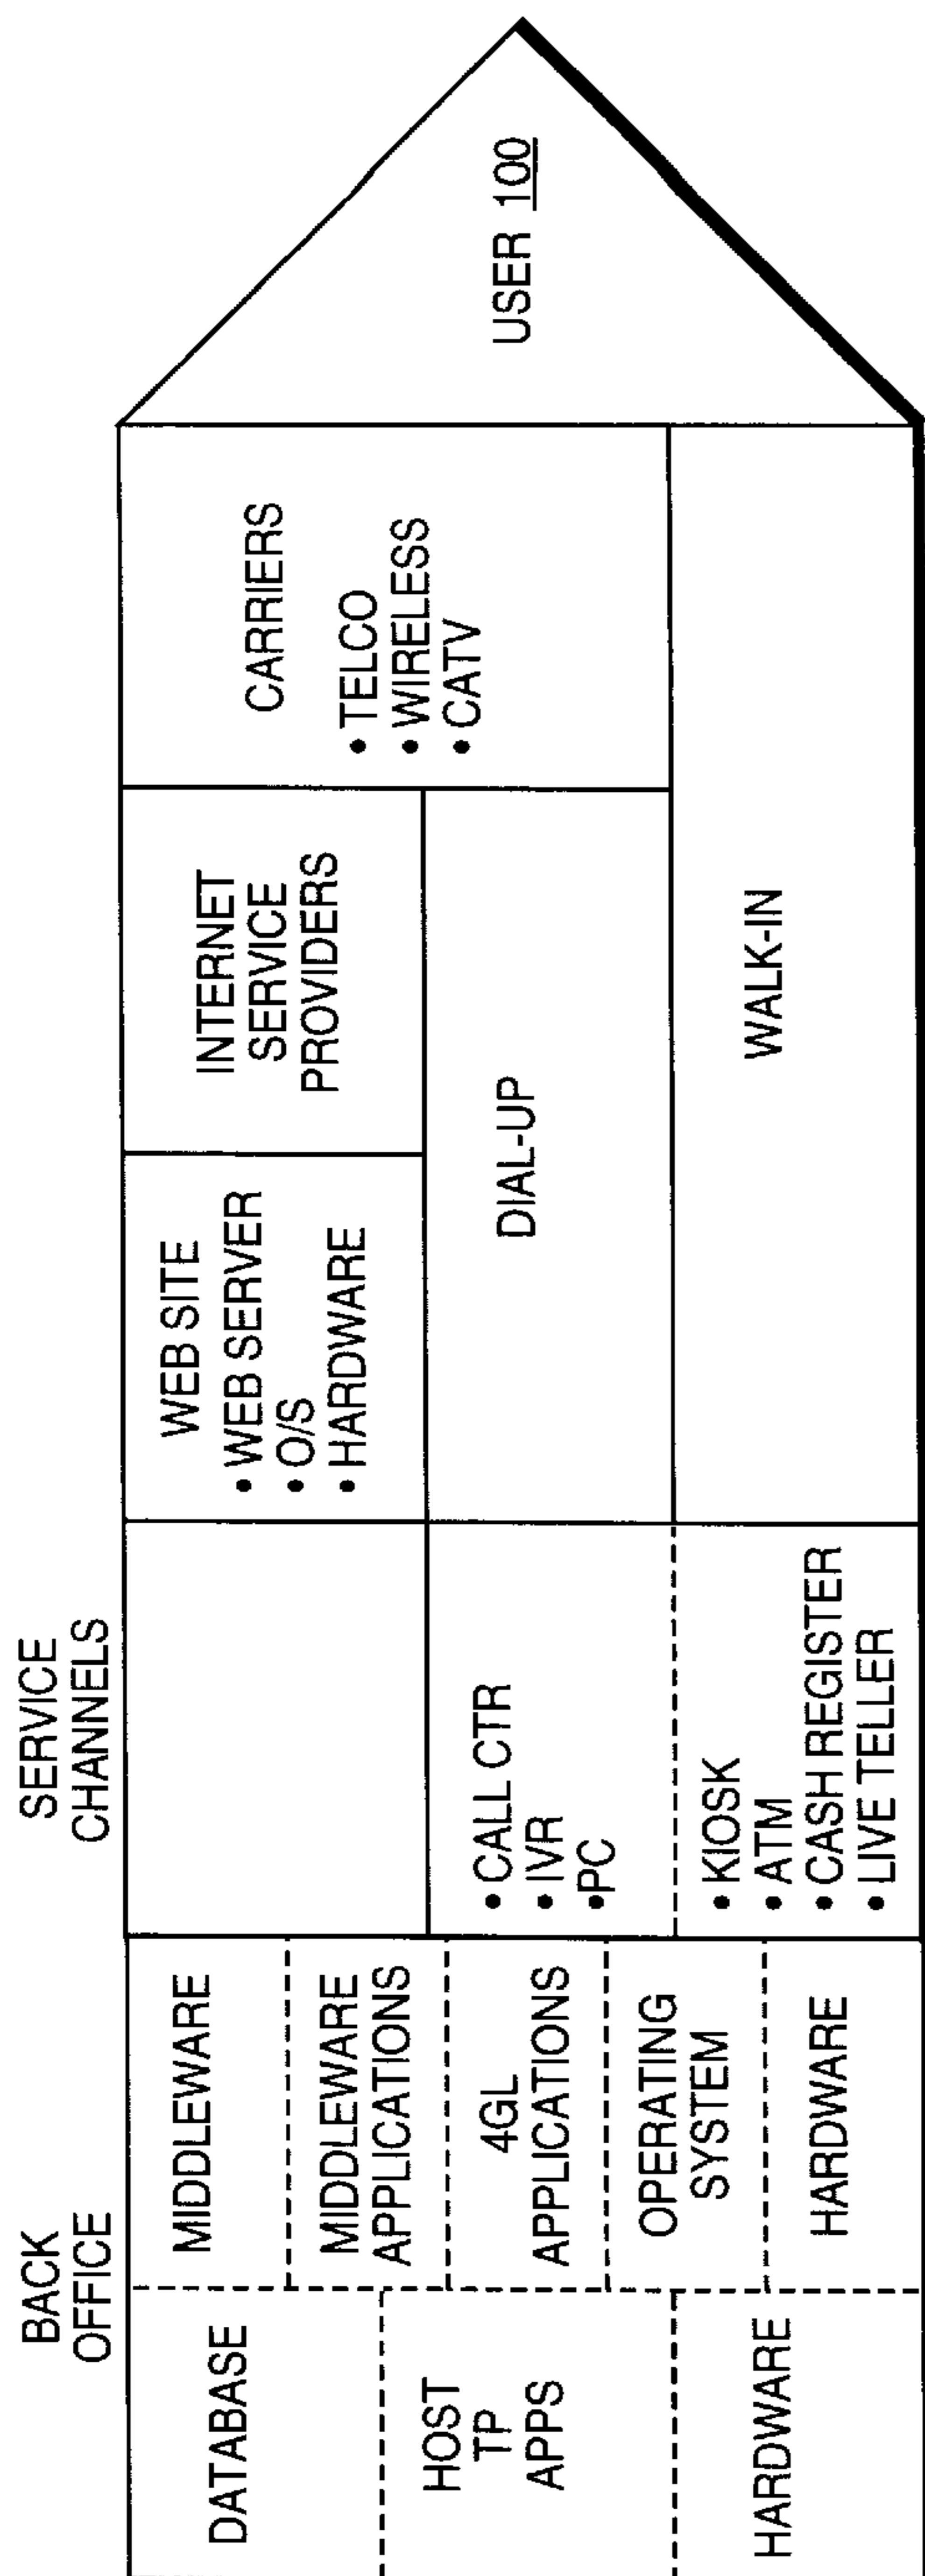 BACK
OFFICE
SERVICE
CHANNELS
DATABASE
HOST
TP
APPS
HARDWARE
MIDDLEWARE
MIDDLEWARE
APPLICATIONS
4GL
APPLICATIONS
OPERATING
SYSTEM
HARDWARE
• CALL CTR
• IVR
•PC
• KIOSK
• ATM
• CASH REGISTER
• LIVE TELLER
WEB SITE
• WEB SERVER
• O/S
• HARDWARE
INTERNET
SERVICE
PROVIDERS
DIAL-UP
WALK-IN
CARRIERS
• TELCO
• WIRELESS
• CATV
USER 100